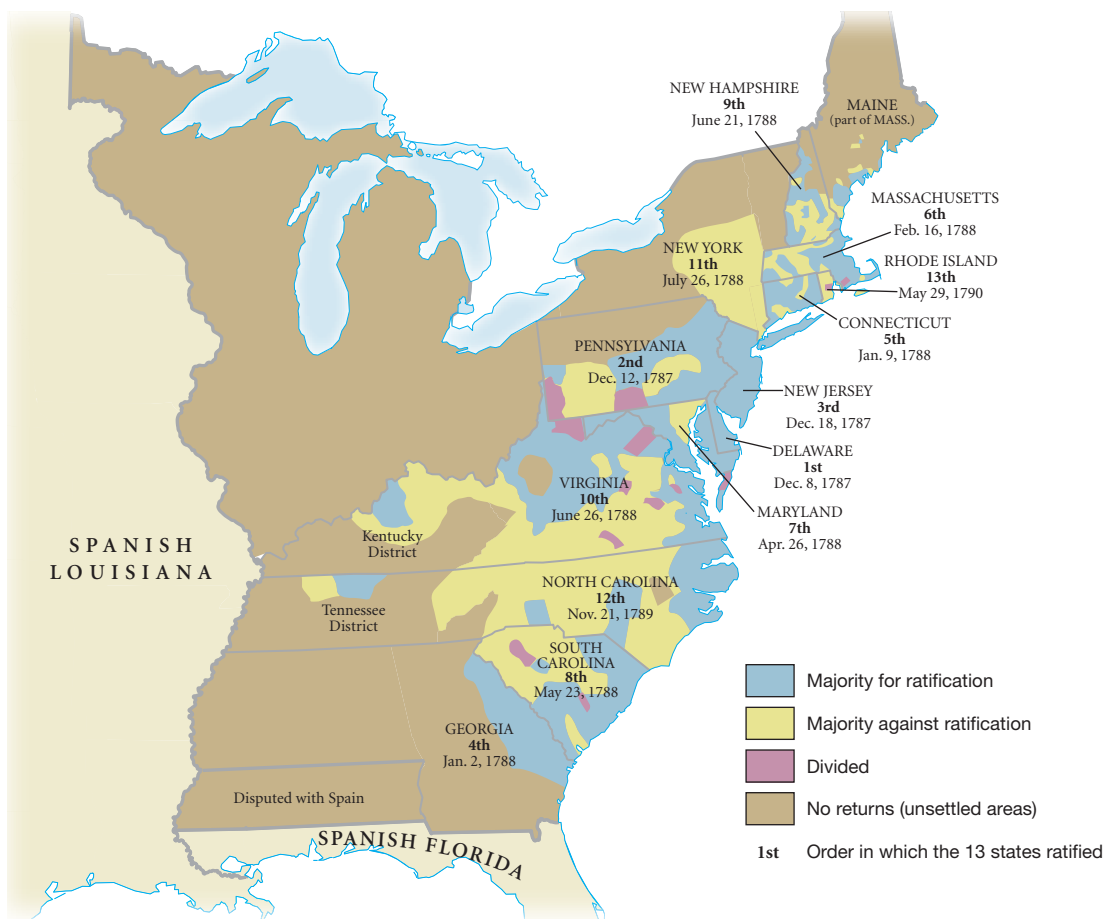 NEW HAMPSHIRE
9th
June 21, 1788
MAINE
(part of MASS.)
MASSACHUSETTS
6th
Feb. 16, 1788
RHODE ISLAND
13th
May 29, 1790
NEW YORK
11th
July 26, 1788
CONNECTICUT
5th
Jan. 9, 1788
PENNSYLVANIA
2nd
Dec. 12, 1787
NEW JERSEY
3rd
Dec. 18, 1787
DELAWARE
1st
Dec. 8, 1787
VIRGINIA
10th
June 26, 1788
MARYLAND
7th
Apr. 26, 1788
Kentucky
District
SPANISH
LOUISIANA
NORTH CAROLINA
12th
Nov. 21, 1789
Tennessee
District
SOUTH
CAROLINA
8th
May 23, 1788
GEORGIA
4th
Jan. 2, 1788
Disputed with Spain
SPANISH FLORIDA
Majority for ratification
Majority against ratification
Divided
No returns (unsettled areas)
1st Order in which the 13 states ratified